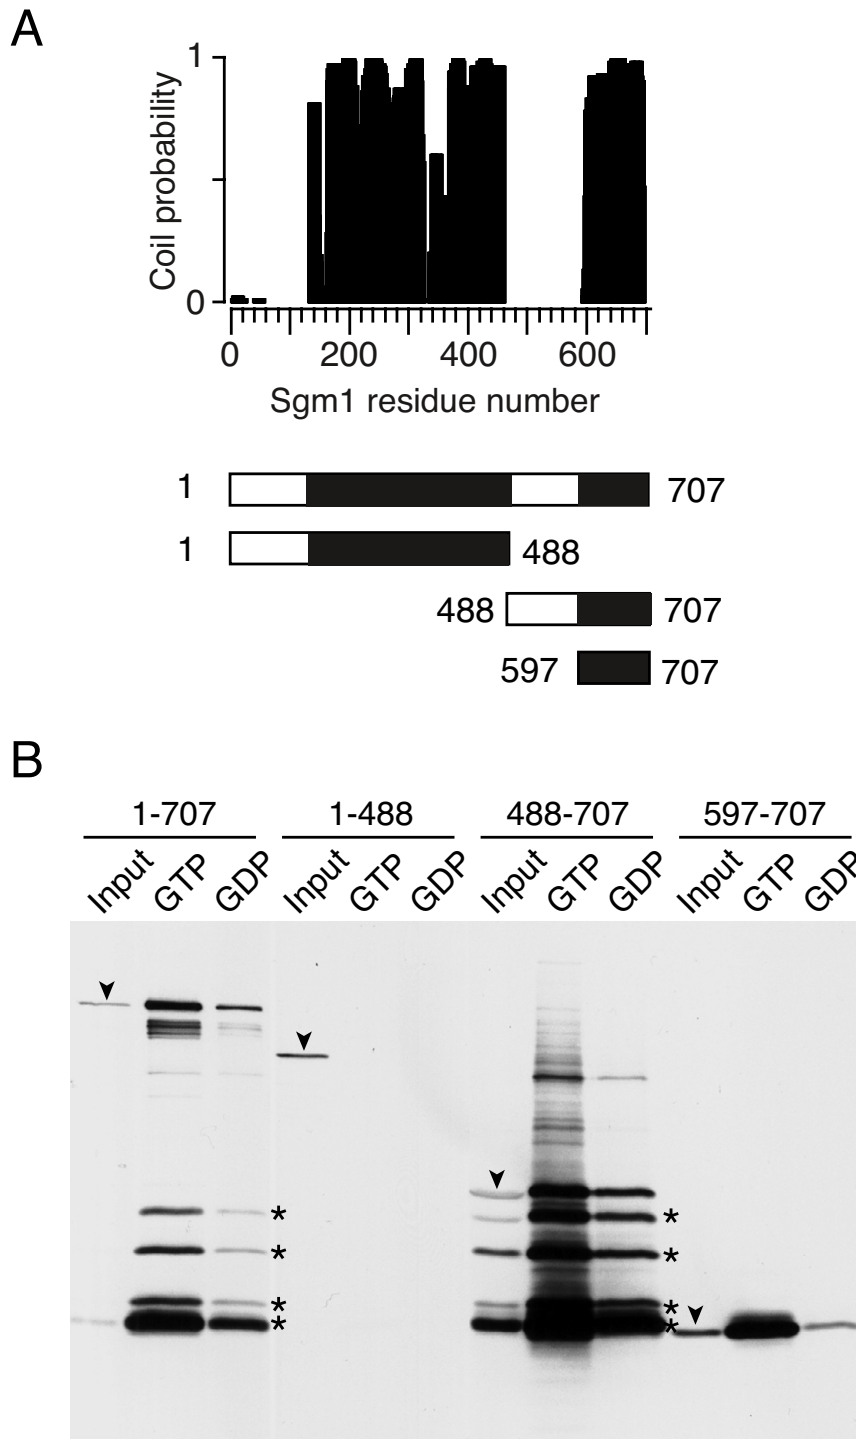 A
1
0
Coil probability
0 200 400 600
Sgm1 residue number
1 707
1 488
488 707
597 707
B
1-707 1-488 488-707 597-707
Input GTP GDP Input GTP GDP Input GTP GDP Input GTP GDP
*
*
*
*
*
*
*
*